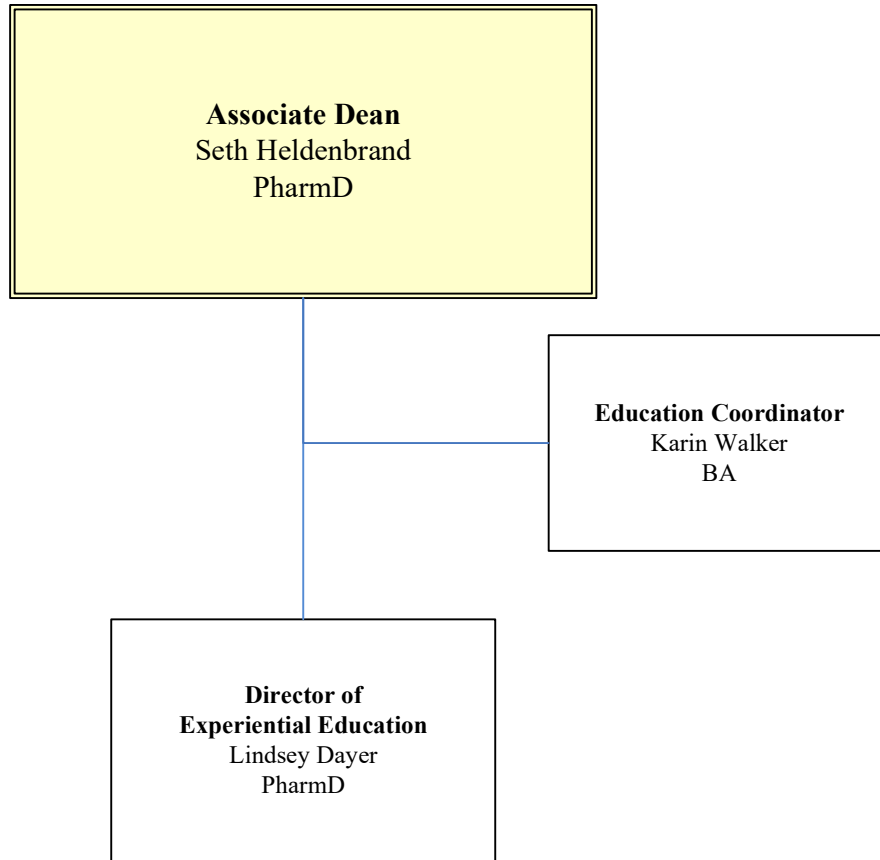 Associate Dean
Seth Heldenbrand
PharmD
Education Coordinator
Karin Walker
BA
Director of
Experiential Education
Lindsey Dayer
PharmD